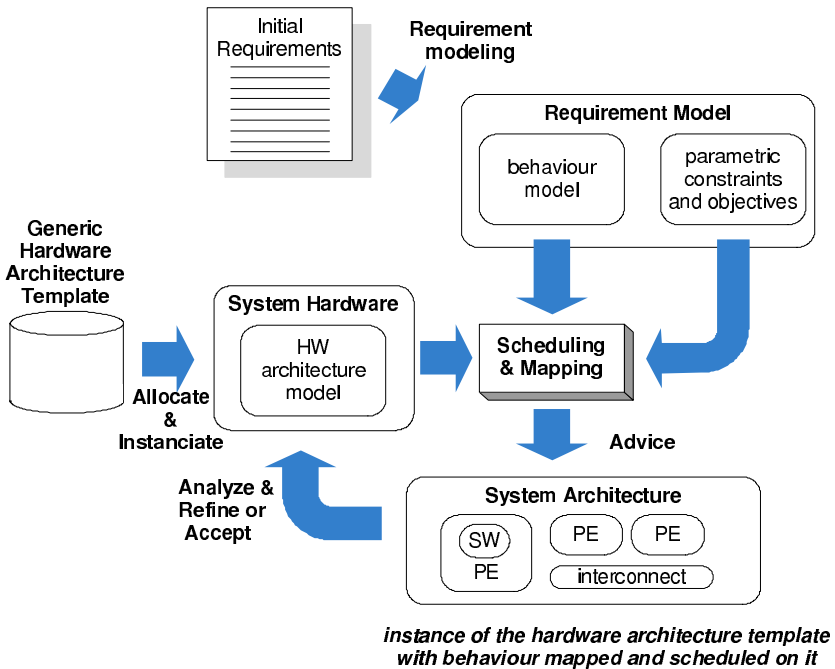 Initial
Requirements
Requirement
modeling
Requirement Model
behaviour
model
parametric
constraints
and objectives
Generic
Hardware
Architecture
Template
System Hardware
HW
architecture
model
Scheduling
& Mapping
Allocate
&
Instanciate
Advice
Analyze &
Refine or
Accept
System Architecture
SW
PE
PE
PE
interconnect
instance of the hardware architecture template
with behaviour mapped and scheduled on it